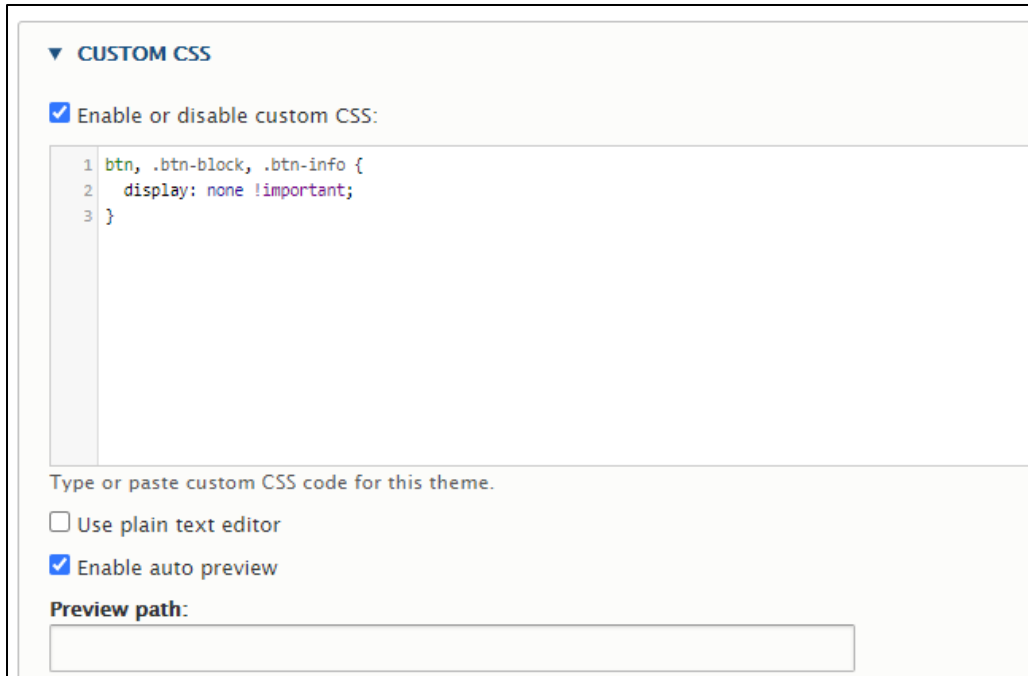 ▼ CUSTOM CSS
Enable or disable custom CSS:
1 btn, .btn-block, .btn-info {
2 display: none !important;
3 }
Type or paste custom CSS code for this theme.
Use plain text editor
Enable auto preview
Preview path: